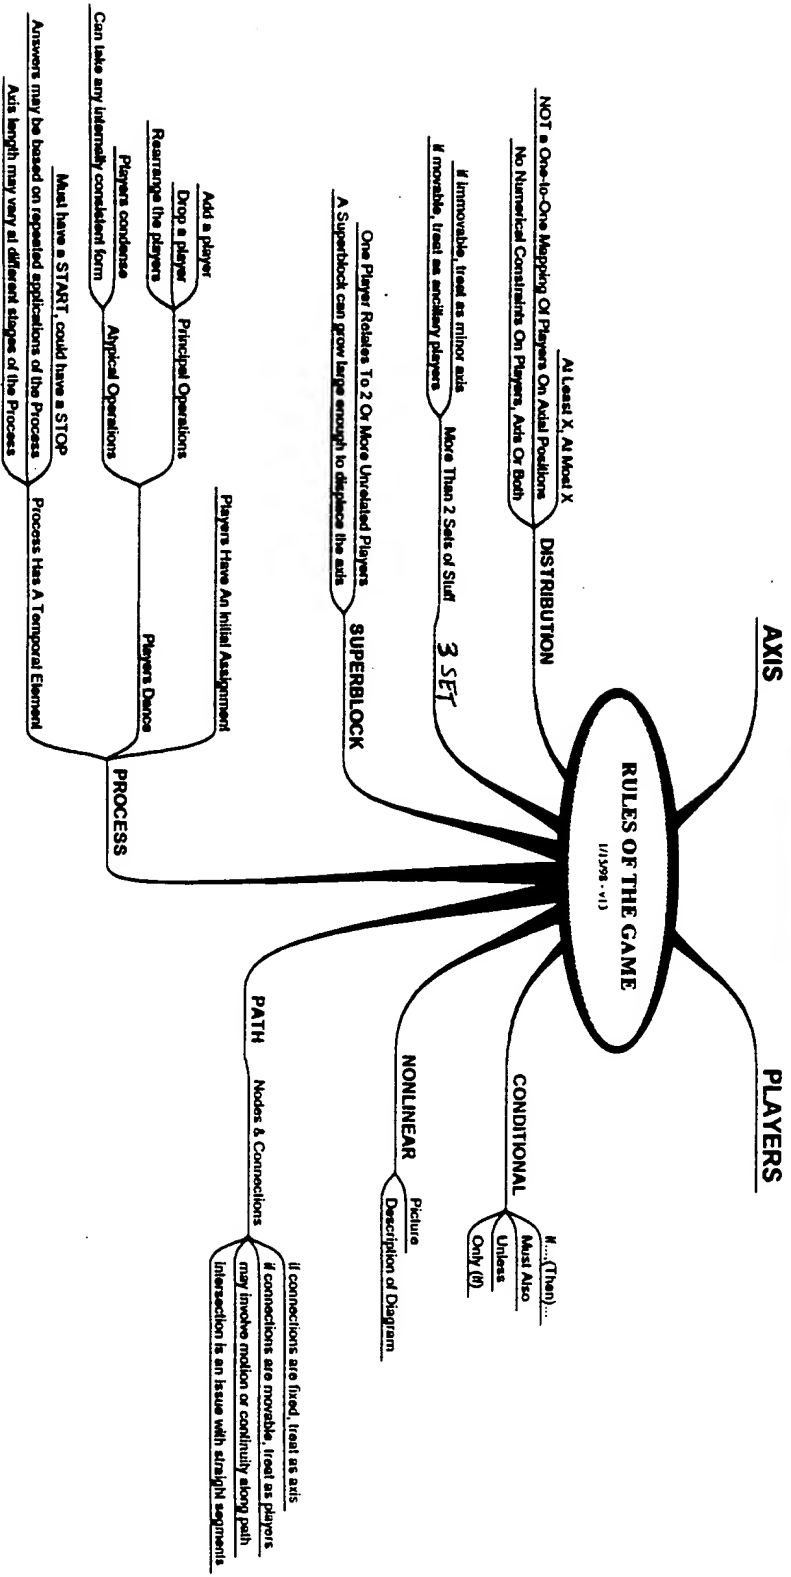 RULES OF THE GAME
1/15/98 - v13
AXIS
PLAYERS
DISTRIBUTION
At Least X, At Most X
NOT a One-to-One Mapping Of Players On Axial Positions
No Numerical Constraints On Players, Axis Or Both
3 SET
More Than 2 Sets of Stuff
If immovable, treat as minor axis
If movable, treat as ancillary players
SUPERBLOCK
One Player Relates To 2 Or More Unrelated Players
A Superblock can grow large enough to displace the axis
PROCESS
Players Have An Initial Assignment
Players Dance
Principal Operations
Add a player
Drop a player
Rearrange the players
Atypical Operations
Players condense
Can take any internally consistent form
Process Has A Temporal Element
Must have a START, could have a STOP
Answers may be based on repeated applications of the Process
Axis length may vary at different stages of the Process
CONDITIONAL
If....(Then)...
Must Also
Unless
Only (If)
NONLINEAR
Picture
Description of Diagram
PATH
Nodes & Connections
if connections are fixed, treat as axis
if connections are movable, treat as players
may involve motion or continuity along path
intersection is an issue with straight segments